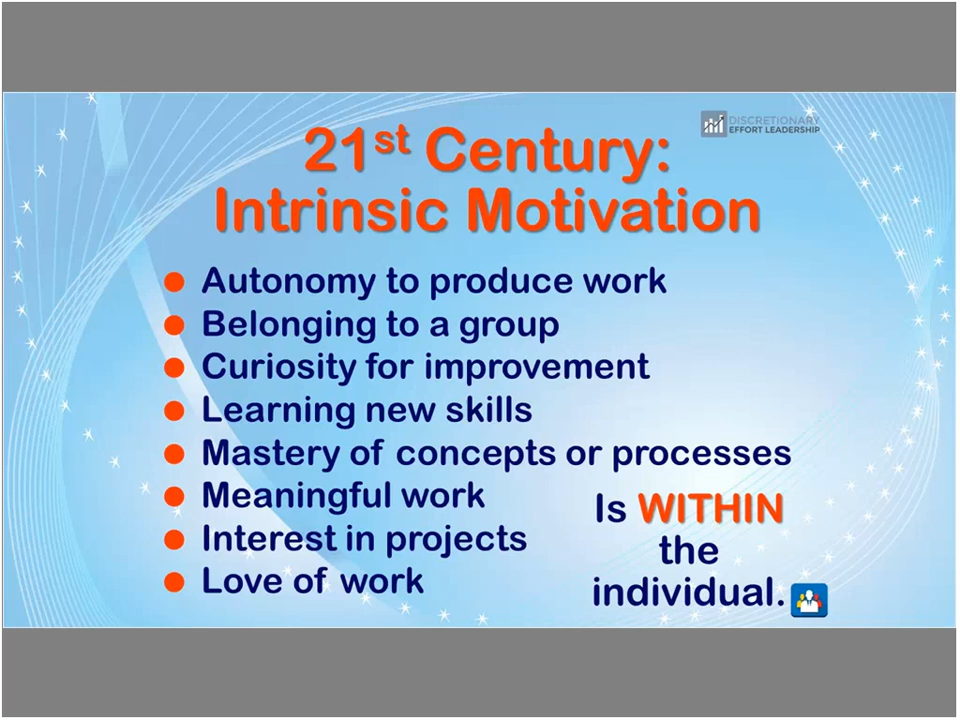 DISCRETIONARY
EFFORT LEADERSHIP
21st Century:
Intrinsic Motivation
Autonomy to produce work
Belonging to a group
Curiosity for improvement
Learning new skills
Mastery of concepts or processes
Meaningful work
Interest in projects
Love of work
Is WITHIN
the
individual.